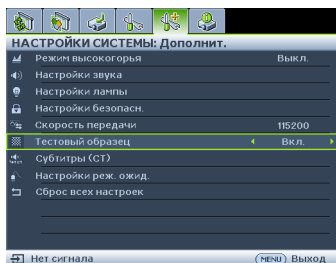 НАСТРОЙКИ СИСТЕМЫ: Дополнит.
Режим высокогорья Выкл.
Настройки звука
Настройки лампы
Настройки безопасн.
Скорость передачи 115200
Тестовый образец Вкл.
Субтитры (CT)
Настройки реж. ожид.
Сброс всех настроек
Нет сигнала MENU Выход